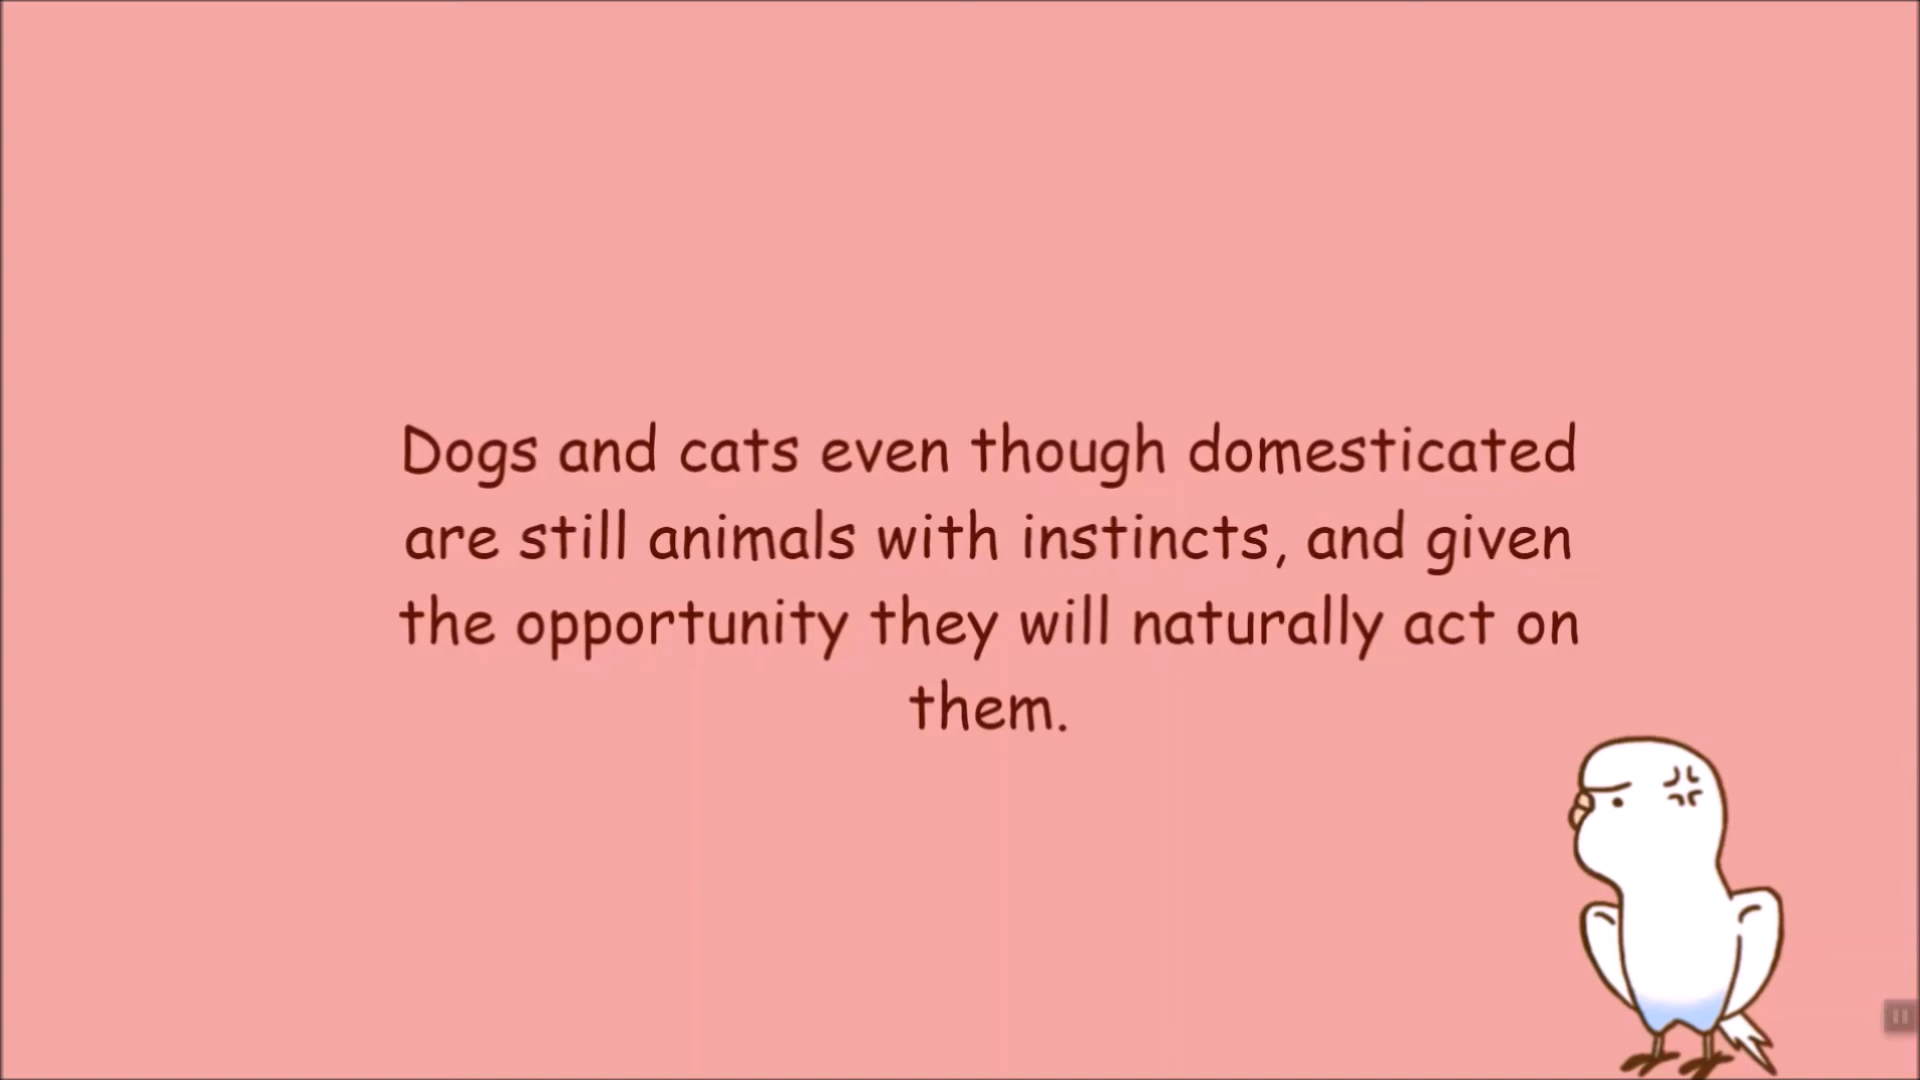 Dogs and cats even though domesticated
are still animals with instincts, and given
the opportunity they will naturally act on
them.